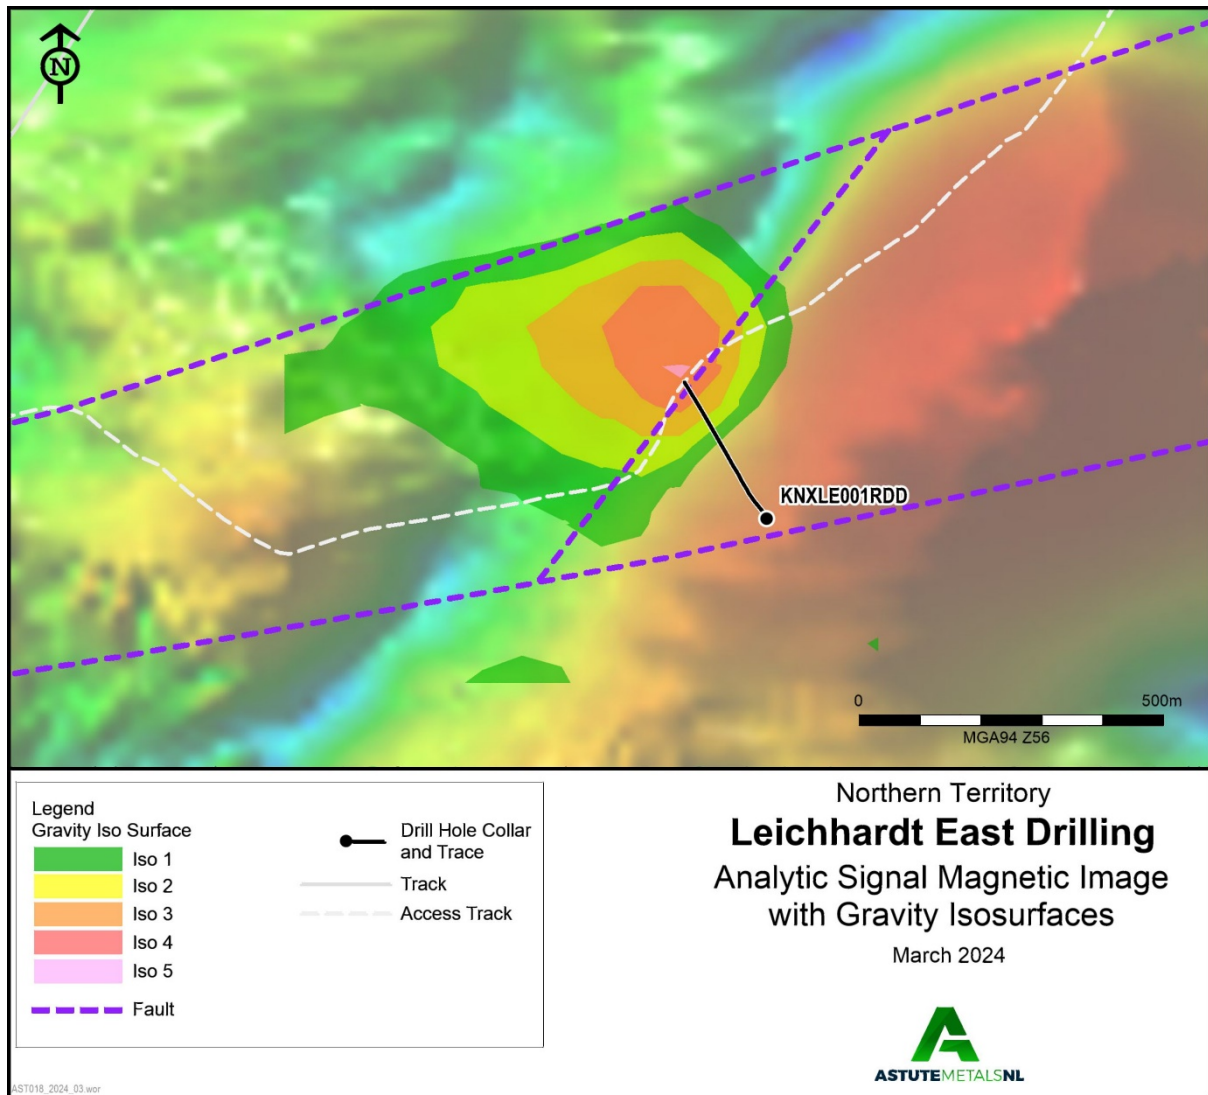 N
KNXLE001RDD
0 500m
MGA94 Z56
Legend
Gravity Iso Surface
Iso 1
Iso 2
Iso 3
Iso 4
Iso 5
Fault
Drill Hole Collar
and Trace
Track
Access Track
Northern Territory
Leichhardt East Drilling
Analytic Signal Magnetic Image
with Gravity Isosurfaces
March 2024
ASTUTEMETALSNL
AST018_2024_03.wor